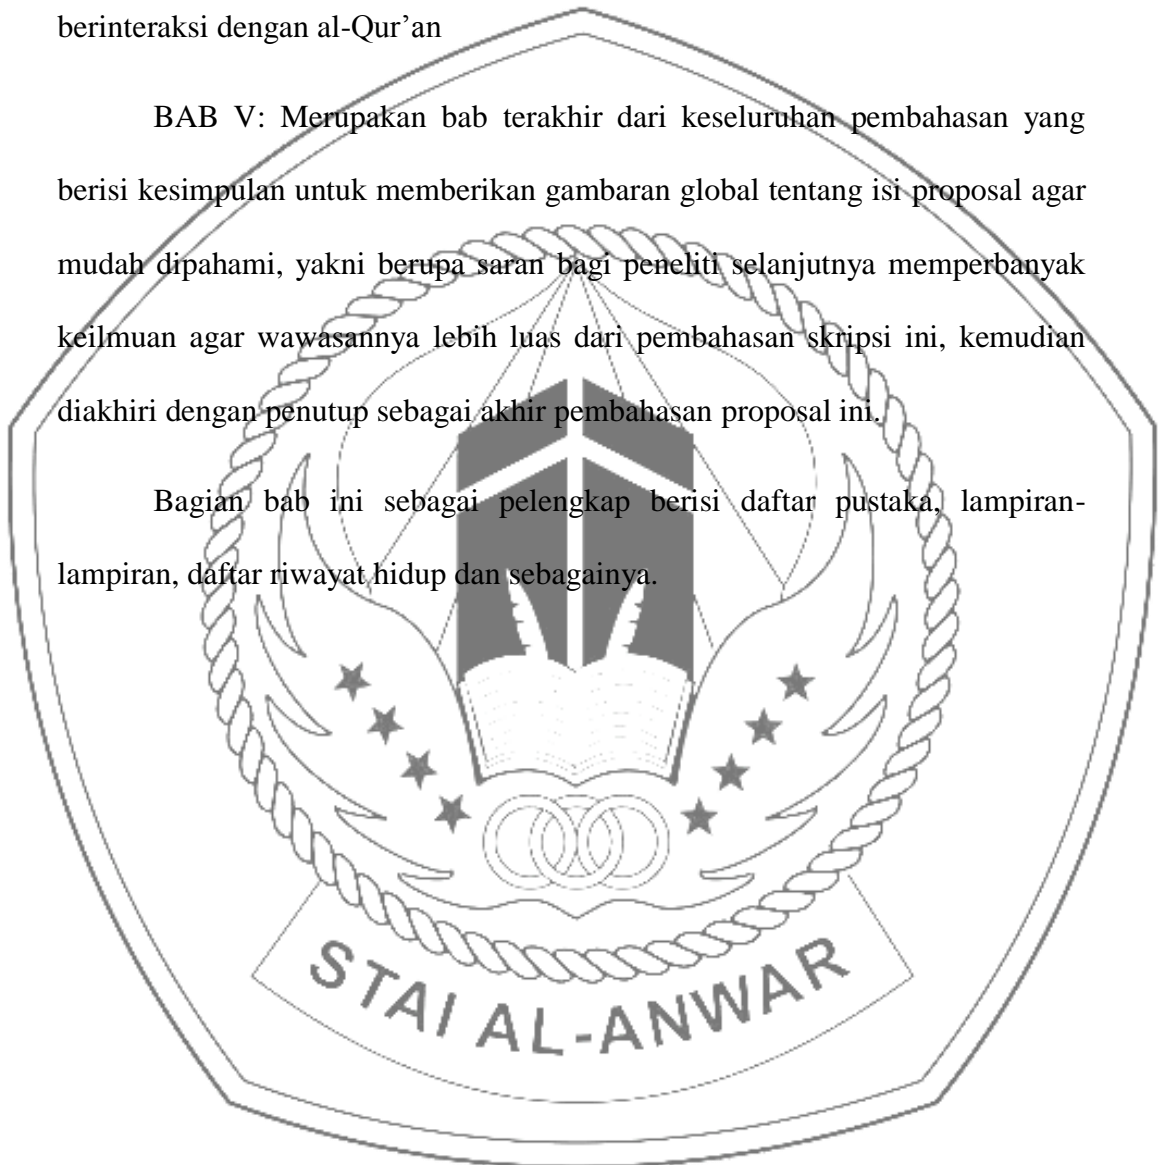 berinteraksi dengan al-Qur’an
BAB V: Merupakan bab terakhir dari keseluruhan pembahasan yang
berisi kesimpulan untuk memberikan gambaran global tentang isi proposal agar
mudah dipahami, yakni berupa saran bagi peneliti selanjutnya memperbanyak
keilmuan agar wawasannya lebih luas dari pembahasan skripsi ini, kemudian
diakhiri dengan penutup sebagai akhir pembahasan proposal ini.
Bagian bab ini sebagai pelengkap berisi daftar pustaka, lampiran-
lampiran, daftar riwayat hidup dan sebagainya.
STAI AL-ANWAR